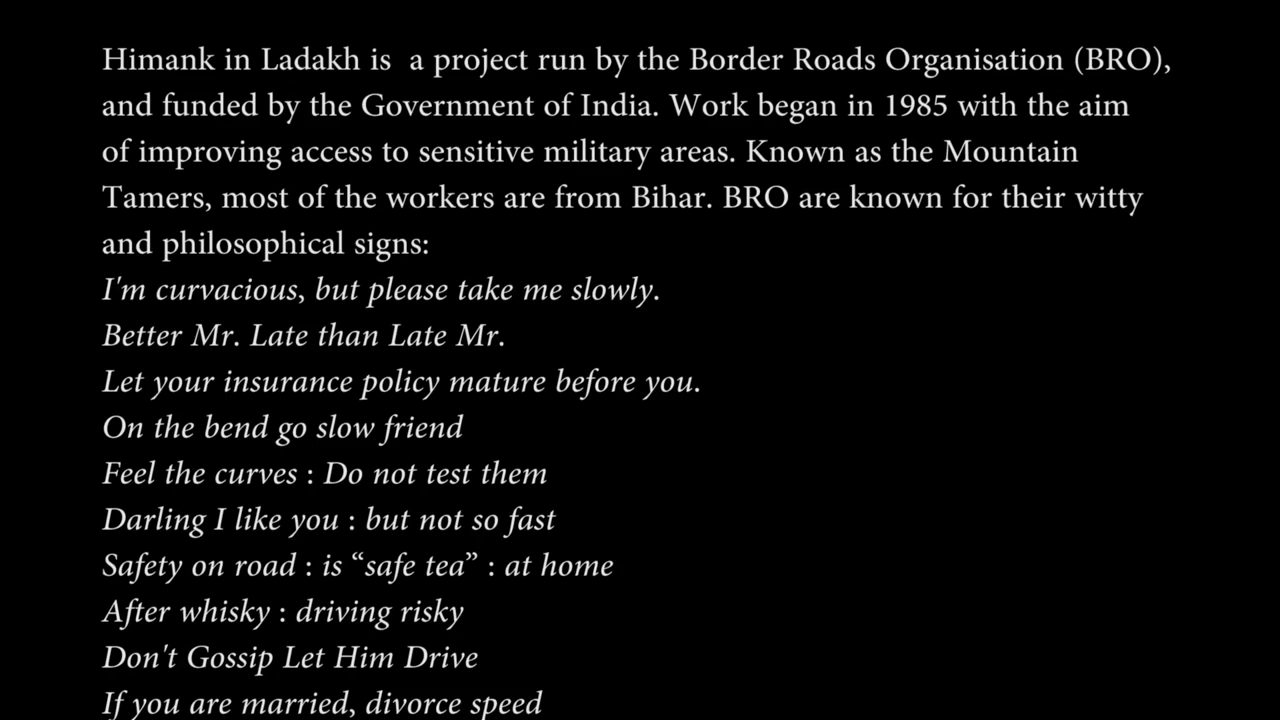 Himank in Ladakh is  a project run by the Border Roads Organisation (BRO),
and funded by the Government of India. Work began in 1985 with the aim
of improving access to sensitive military areas. Known as the Mountain
Tamers, most of the workers are from Bihar. BRO are known for their witty
and philosophical signs:
I'm curvacious, but please take me slowly.
Better Mr. Late than Late Mr.
Let your insurance policy mature before you.
On the bend go slow friend
Feel the curves : Do not test them
Darling I like you : but not so fast
Safety on road : is “safe tea” : at home
After whisky : driving risky
Don't Gossip Let Him Drive
If you are married, divorce speed